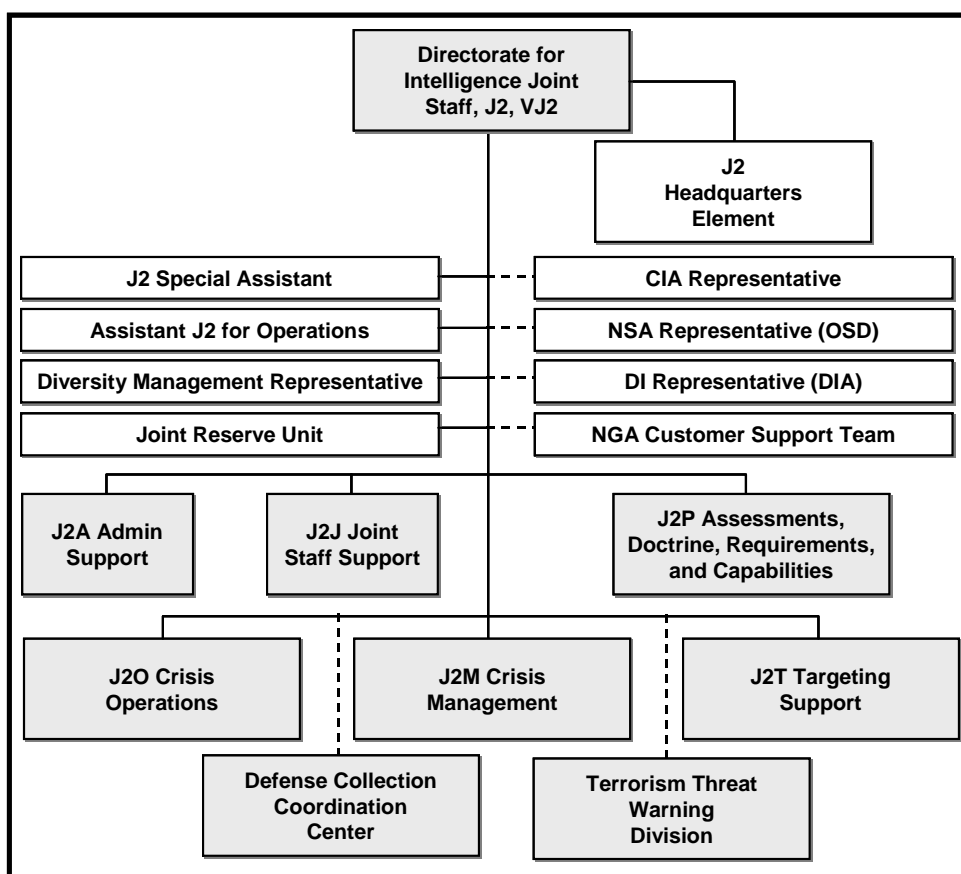 Directorate for
Intelligence Joint
Staff, J2, VJ2
J2
Headquarters
Element
J2 Special Assistant
CIA Representative
Assistant J2 for Operations
NSA Representative (OSD)
Diversity Management Representative
DI Representative (DIA)
Joint Reserve Unit
NGA Customer Support Team
J2A Admin
Support
J2J Joint
Staff Support
J2P Assessments,
Doctrine, Requirements,
and Capabilities
J2O Crisis
Operations
J2M Crisis
Management
J2T Targeting
Support
Defense Collection
Coordination
Center
Terrorism Threat
Warning
Division